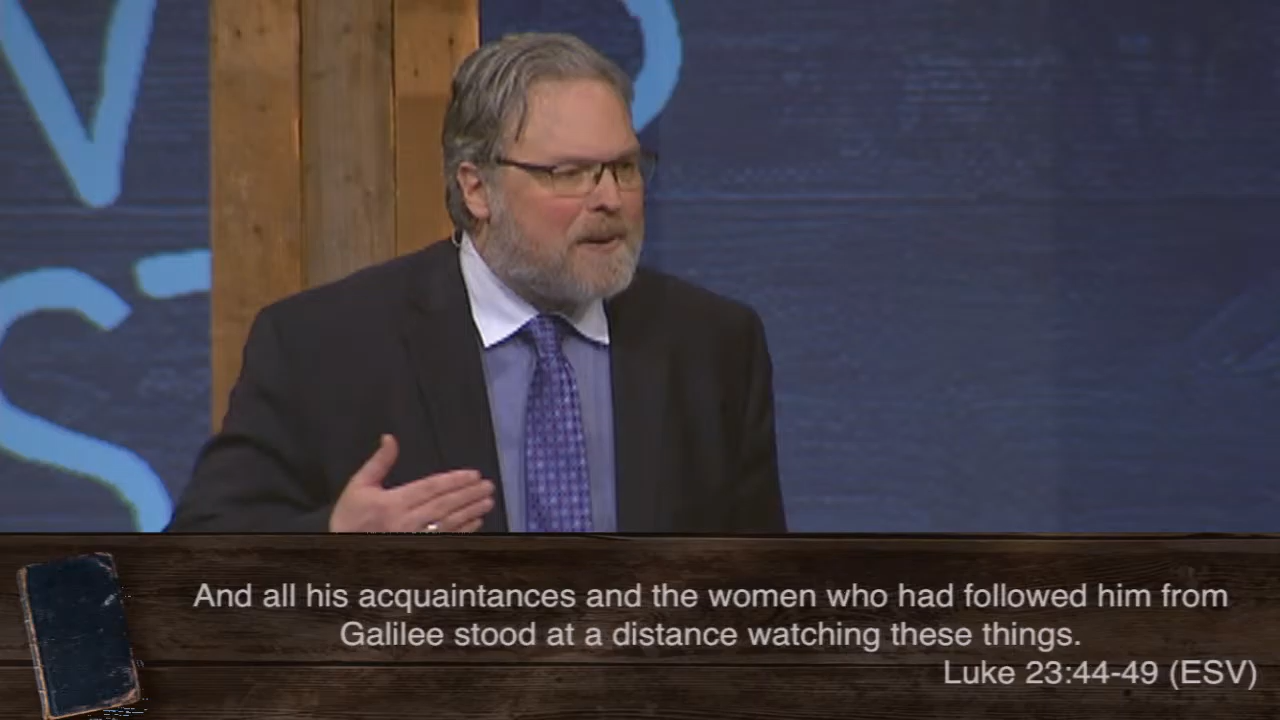 And all his acquaintances and the women who had followed him from
Galilee stood at a distance watching these things.
Luke 23:44-49 (ESV)